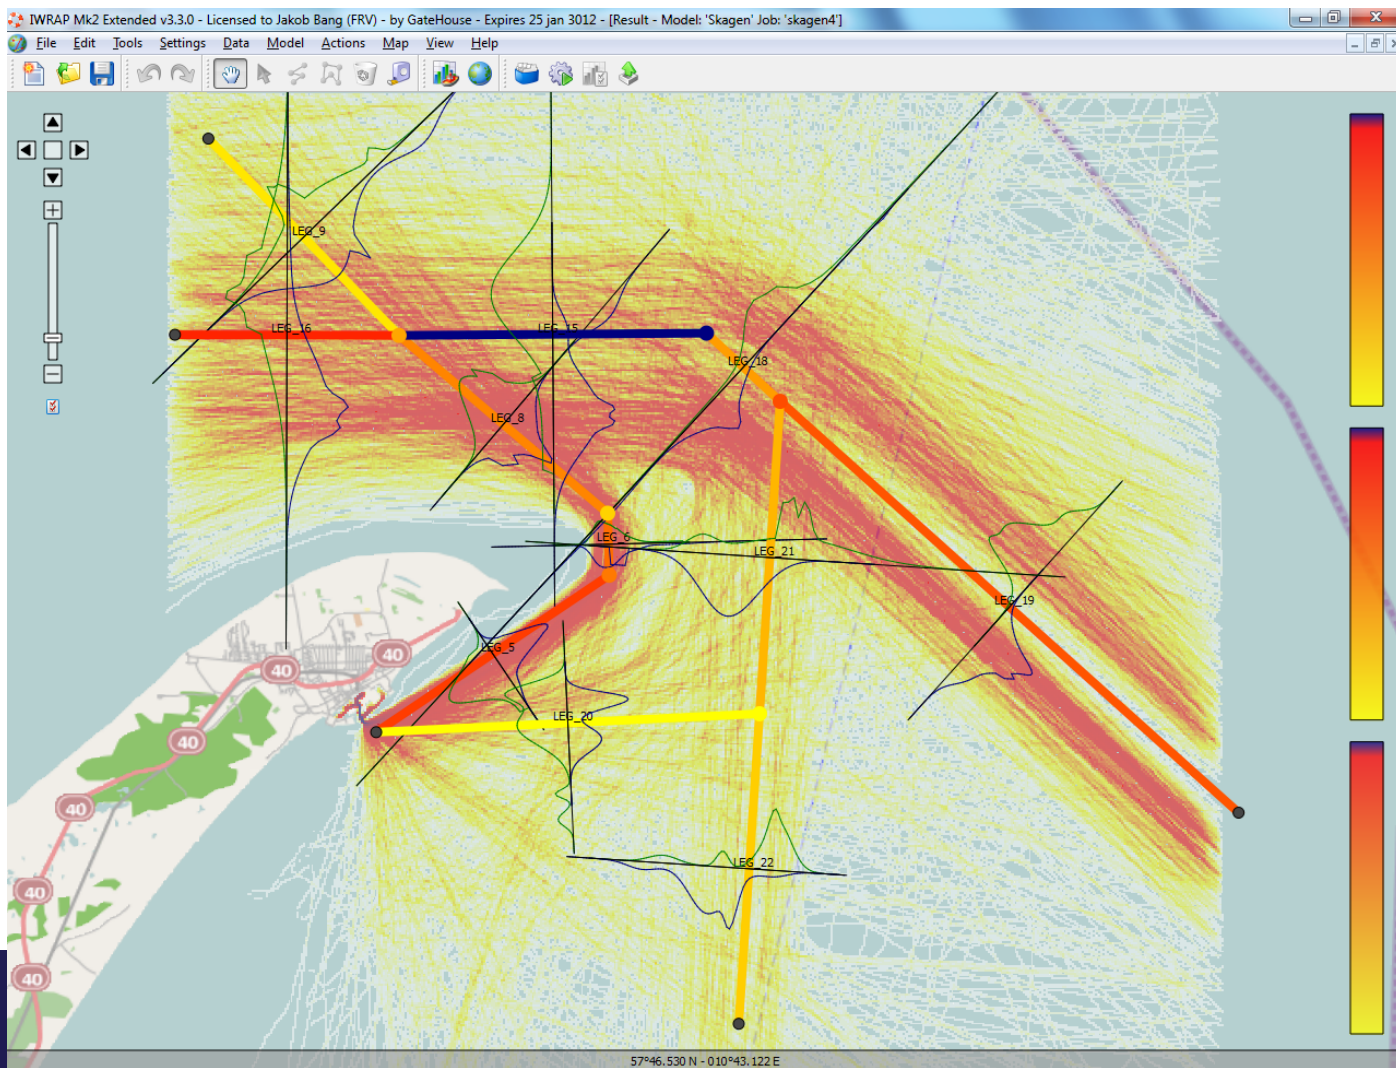 IWRAP Mk2 Extended v3.3.0 - Licensed to Jakob Bang (FRV) - by GateHouse - Expires 25 jan 3012 - [Result - Model: 'Skagen' Job: 'skagen4']
File Edit Tools Settings Data Model Actions Map View Help
LEG_9
LEG_16
LEG_15
LEG_18
LEG_8
LEG_6
LEG_21
LEG_19
LEG_5
40
40
LEG_20
40
40
LEG_22
40
40
57°46.530 N - 010°43.122 E